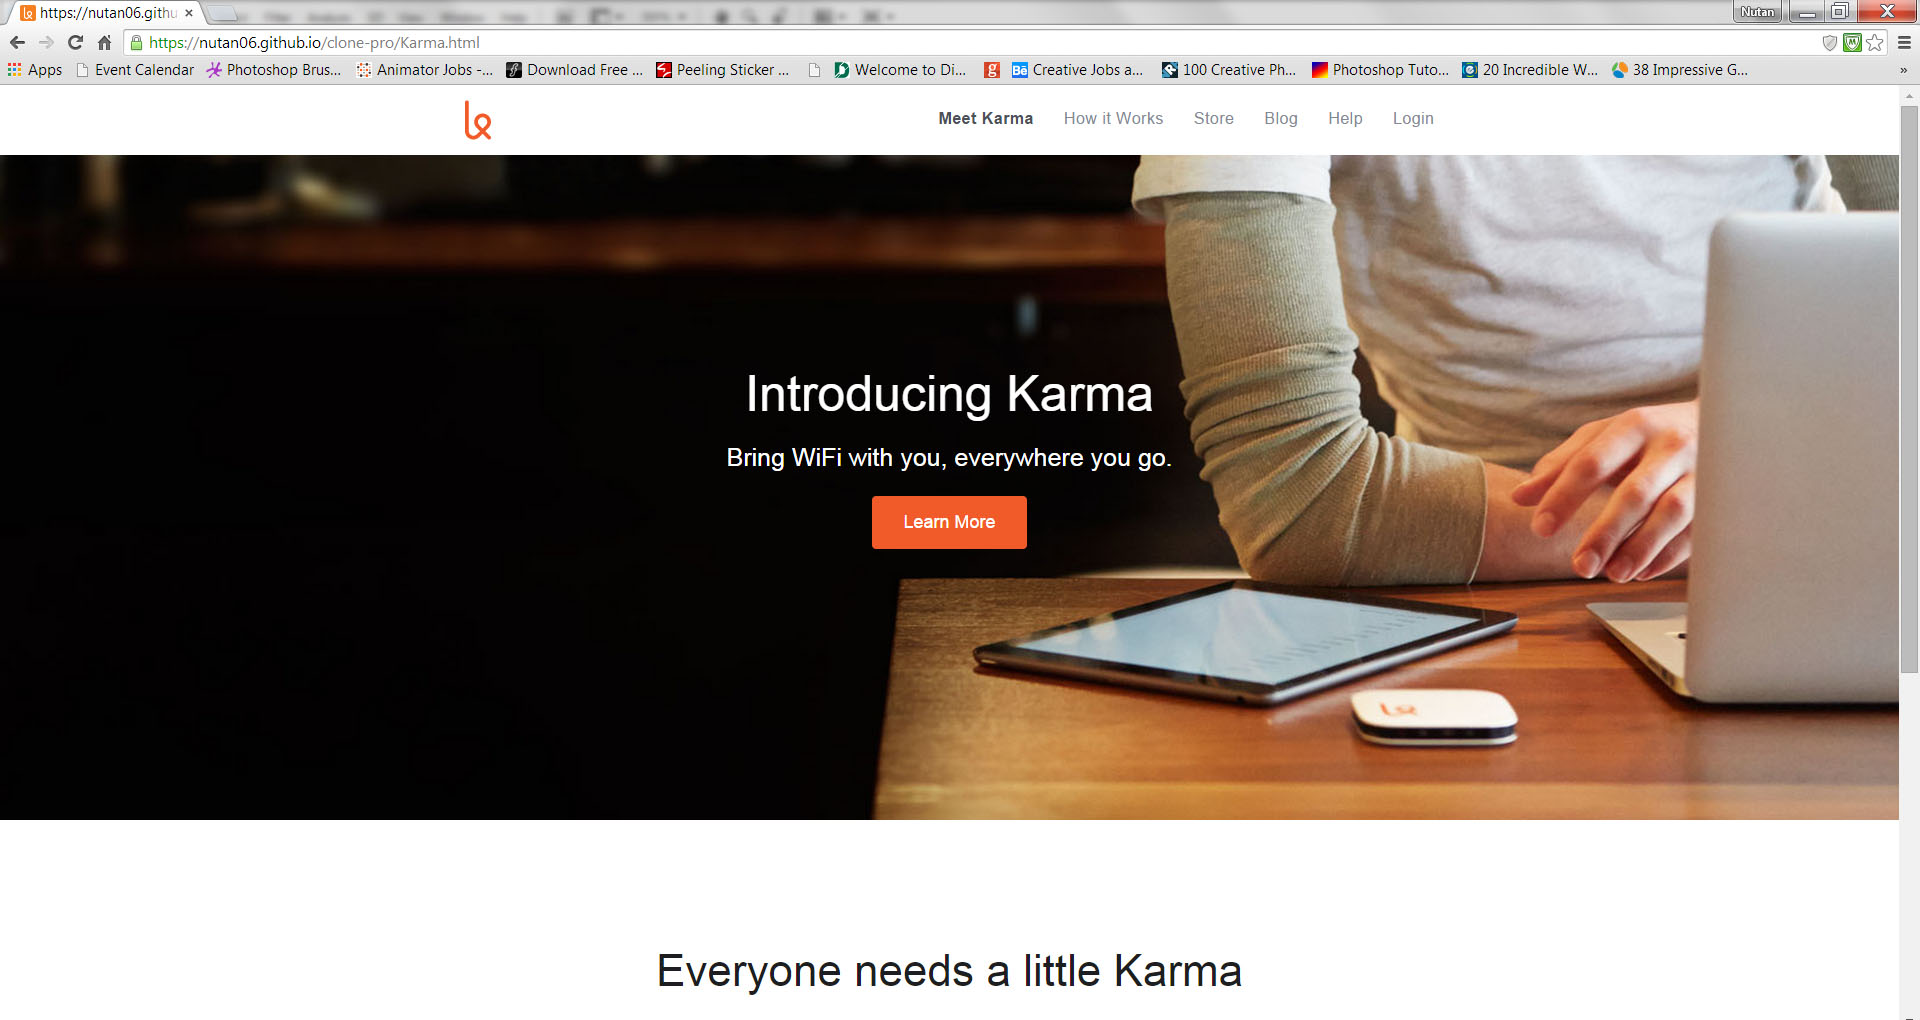 https://nutan06.githu
Nutan
https://nutan06.github.io/clone-pro/Karma.html
Apps Event Calendar Photoshop Brus... Animator Jobs -... Download Free ... Peeling Sticker ... Welcome to Di... g Bē Creative Jobs a... 100 Creative Ph... Photoshop Tuto... 20 Incredible W... 38 Impressive G... »
Meet Karma How it Works Store Blog Help Login
Introducing Karma
Bring WiFi with you, everywhere you go.
Learn More
Everyone needs a little Karma